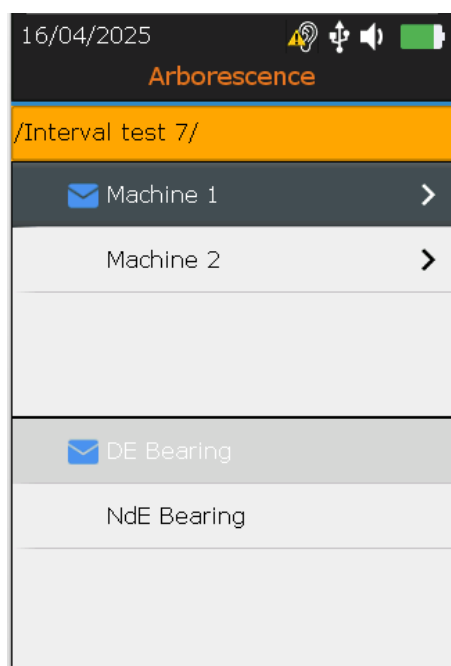 16/04/2025
Arborescence
/Interval test 7/
Machine 1
Machine 2
DE Bearing
NdE Bearing